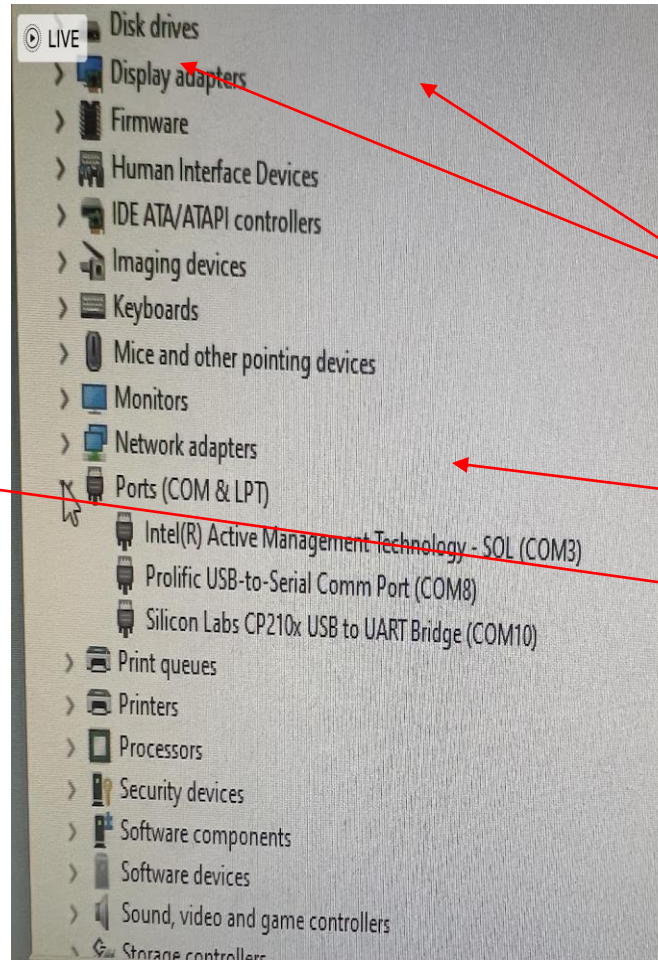 LIVE
Disk drives
Display adapters
Firmware
Human Interface Devices
IDE ATA/ATAPI controllers
Imaging devices
Keyboards
Mice and other pointing devices
Monitors
Network adapters
Ports (COM & LPT)
Intel(R) Active Management Technology - SOL (COM3)
Prolific USB-to-Serial Comm Port (COM8)
Silicon Labs CP210x USB to UART Bridge (COM10)
Print queues
Printers
Processors
Security devices
Software components
Software devices
Sound, video and game controllers
Storage controllers